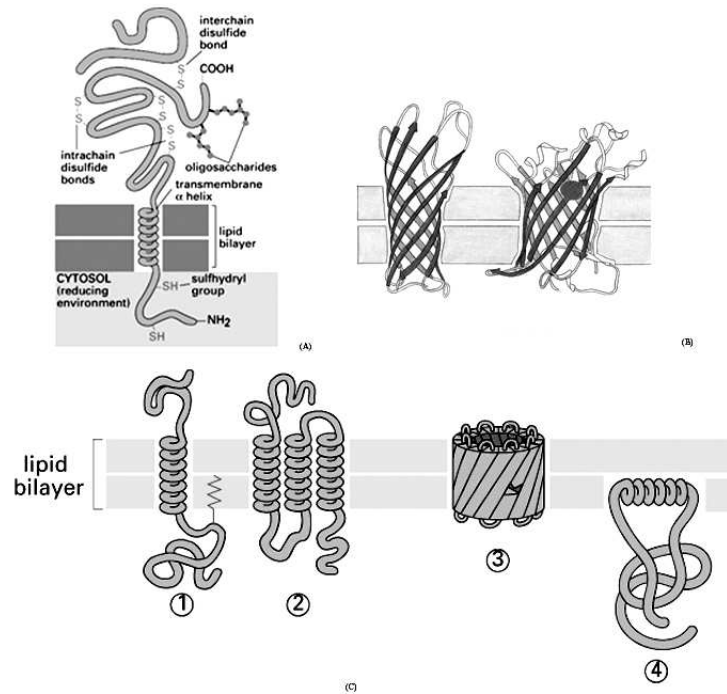 interchain
disulfide
bond
COOH
S
S
S
S
S
S
S
S
intrachain
disulfide
bonds
oligosaccharides
transmembrane
α helix
lipid
bilayer
CYTOSOL
(reducing
environment)
SH
sulfhydryl
group
NH2
SH
(A)
(B)
lipid
bilayer
1
2
3
4
(C)